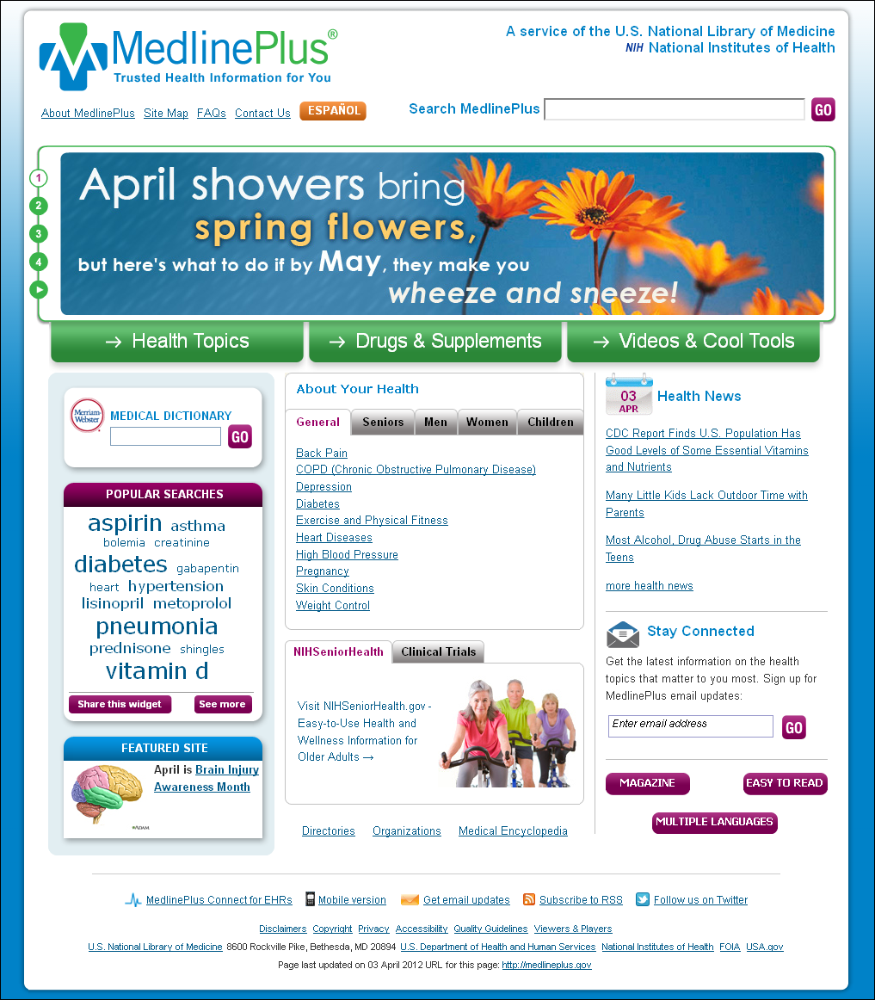 MedlinePlus®
Trusted Health Information for You
A service of the U.S. National Library of Medicine
NIH National Institutes of Health
About MedlinePlus Site Map FAQs Contact Us ESPAÑOL
Search MedlinePlus GO
1
2
3
4
April showers bring
spring flowers,
but here's what to do if by May, they make you
wheeze and sneeze!
→ Health Topics
→ Drugs & Supplements
→ Videos & Cool Tools
Merriam-
Webster
MEDICAL DICTIONARY
GO
POPULAR SEARCHES
aspirin asthma
bolemia creatinine
diabetes gabapentin
heart hypertension
lisinopril metoprolol
pneumonia
prednisone shingles
vitamin d
Share this widget See more
FEATURED SITE
April is Brain Injury
Awareness Month
ADAM
About Your Health
General Seniors Men Women Children
Back Pain
COPD (Chronic Obstructive Pulmonary Disease)
Depression
Diabetes
Exercise and Physical Fitness
Heart Diseases
High Blood Pressure
Pregnancy
Skin Conditions
Weight Control
NIHSeniorHealth Clinical Trials
Visit NIHSeniorHealth.gov -
Easy-to-Use Health and
Wellness Information for
Older Adults →
Directories Organizations Medical Encyclopedia
03
APR
Health News
CDC Report Finds U.S. Population Has
Good Levels of Some Essential Vitamins
and Nutrients
Many Little Kids Lack Outdoor Time with
Parents
Most Alcohol, Drug Abuse Starts in the
Teens
more health news
Stay Connected
Get the latest information on the health
topics that matter to you most. Sign up for
MedlinePlus email updates:
Enter email address GO
MAGAZINE EASY TO READ
MULTIPLE LANGUAGES
MedlinePlus Connect for EHRs Mobile version Get email updates Subscribe to RSS Follow us on Twitter
Disclaimers Copyright Privacy Accessibility Quality Guidelines Viewers & Players
U.S. National Library of Medicine 8600 Rockville Pike, Bethesda, MD 20894 U.S. Department of Health and Human Services National Institutes of Health FOIA USA.gov
Page last updated on 03 April 2012 URL for this page: http://medlineplus.gov